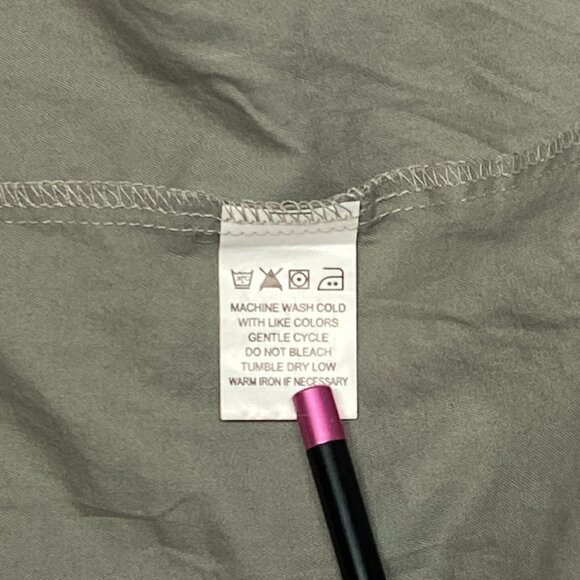 MACHINE WASH COLD
WITH LIKE COLORS
GENTLE CYCLE
DO NOT BLEACH
TUMBLE DRY LOW
WARM IRON IF NECESSARY